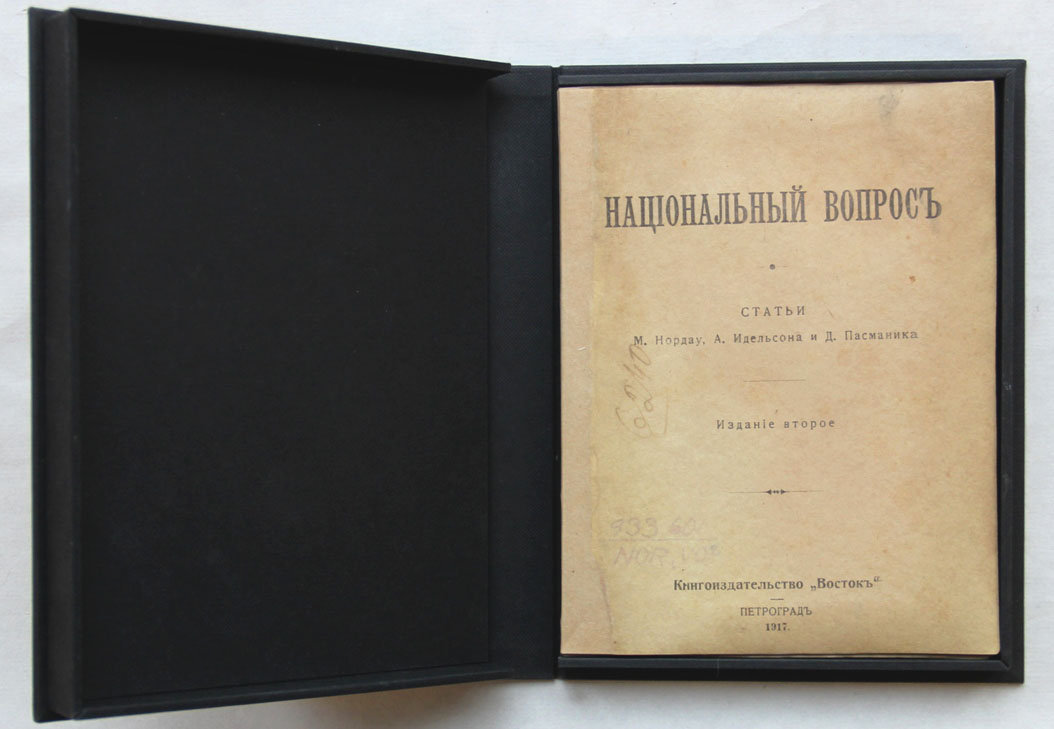 НАЦІОНАЛЬНЫЙ ВОПРОСЪ
СТАТЬИ
М. Нордау, А. Идельсона и Д. Пасманика
Изданіе второе
Книгоиздательство „Востокъ“
ПЕТРОГРАДЪ
1917.